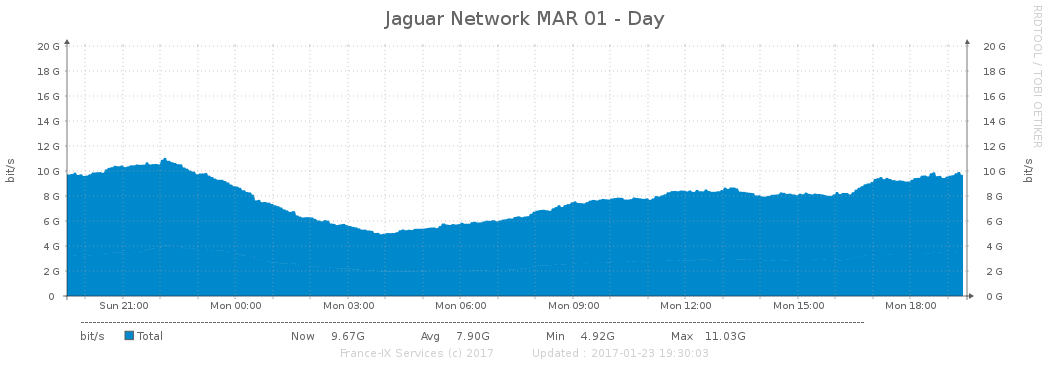 Jaguar Network MAR 01 - Day
RRDTOOL / TOBI OETIKER
bit/s
bit/s
20 G 20 G
18 G 18 G
16 G 16 G
14 G 14 G
12 G 12 G
10 G 10 G
8 G 8 G
6 G 6 G
4 G 4 G
2 G 2 G
0 0 G
Sun 21:00 Mon 00:00 Mon 03:00 Mon 06:00 Mon 09:00 Mon 12:00 Mon 15:00 Mon 18:00
bit/s Total Now 9.67G Avg 7.90G Min 4.92G Max 11.03G
France-IX Services (c) 2017 Updated : 2017-01-23 19:30:03